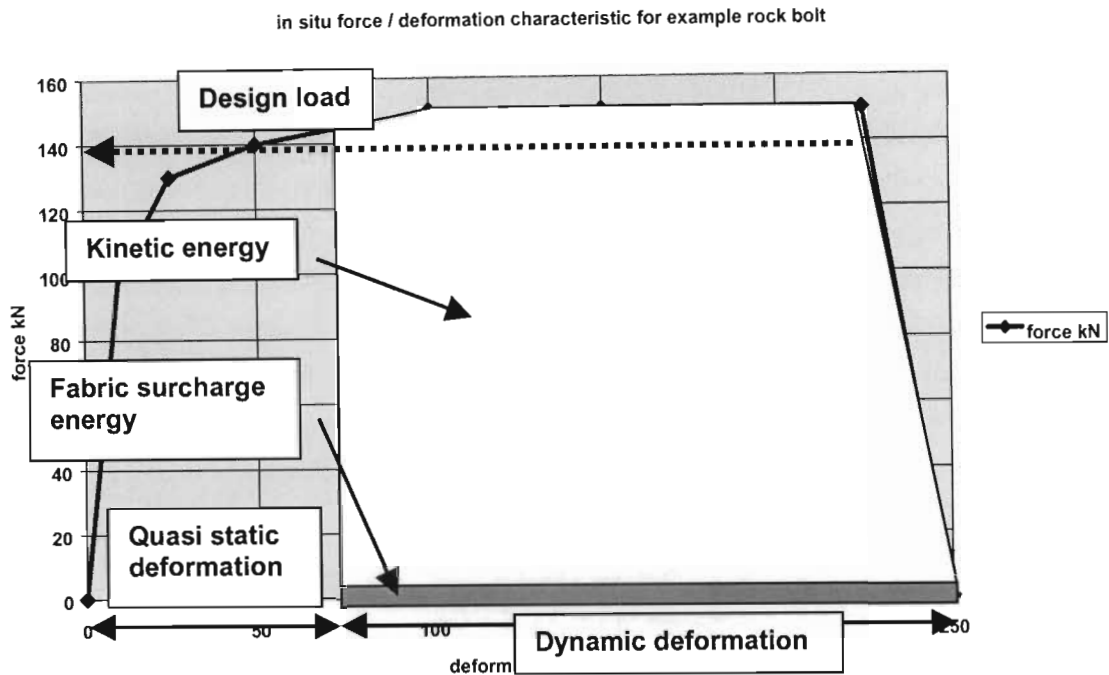 in situ force / deformation characteristic for example rock bolt
160
Design load
140
120
Kinetic energy
100
force kN
80
force kN
Fabric surcharge
energy
40
Quasi static
deformation
20
0
0
50
100
Dynamic deformation
250
deform